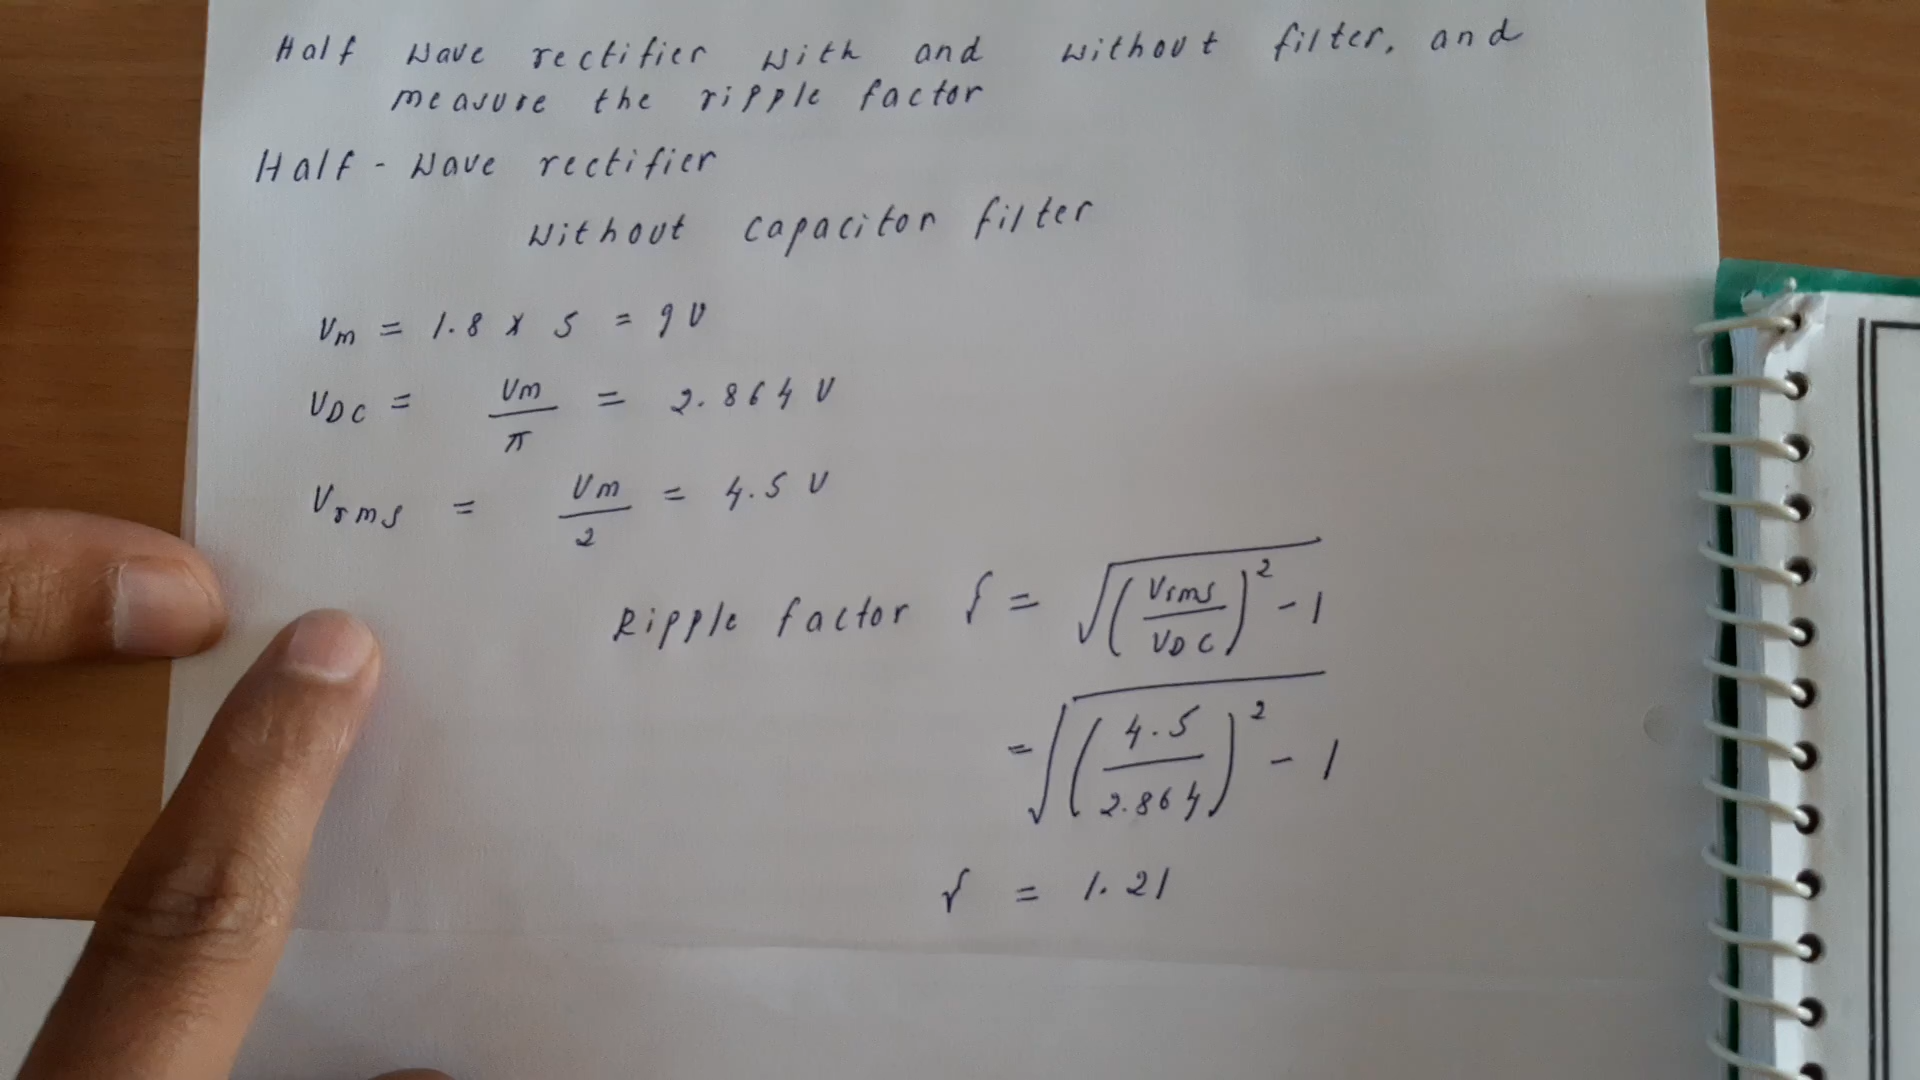 Half wave rectifier with and without filter, and
measure the ripple factor
Half - wave rectifier
without capacitor filter
Vm = 1.8 x 5 = 9V
VDC = Vm/π = 2.864 V
Vrms = Vm/2 = 4.5 V
Ripple factor r = √((Vrms/VDC)² - 1
= √((4.5/2.864)² - 1
r = 1.21